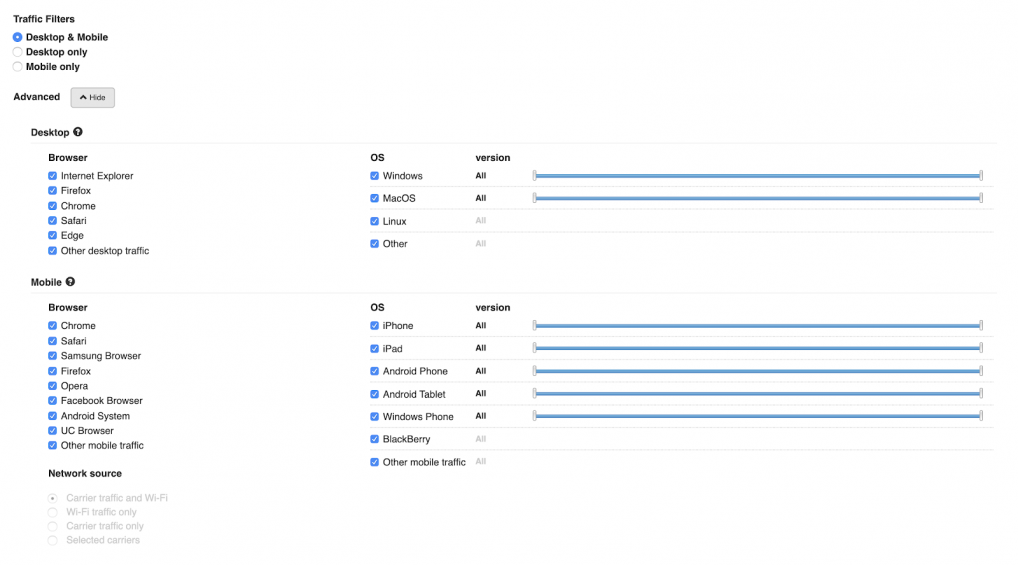 Traffic Filters
Desktop & Mobile
Desktop only
Mobile only
Advanced Hide
Desktop
Browser
Internet Explorer
Firefox
Chrome
Safari
Edge
Other desktop traffic
OS version
Windows All
MacOS All
Linux All
Other All
Mobile
Browser
Chrome
Safari
Samsung Browser
Firefox
Opera
Facebook Browser
Android System
UC Browser
Other mobile traffic
OS version
iPhone All
iPad All
Android Phone All
Android Tablet All
Windows Phone All
BlackBerry All
Other mobile traffic All
Network source
Carrier traffic and Wi-Fi
Wi-Fi traffic only
Carrier traffic only
Selected carriers